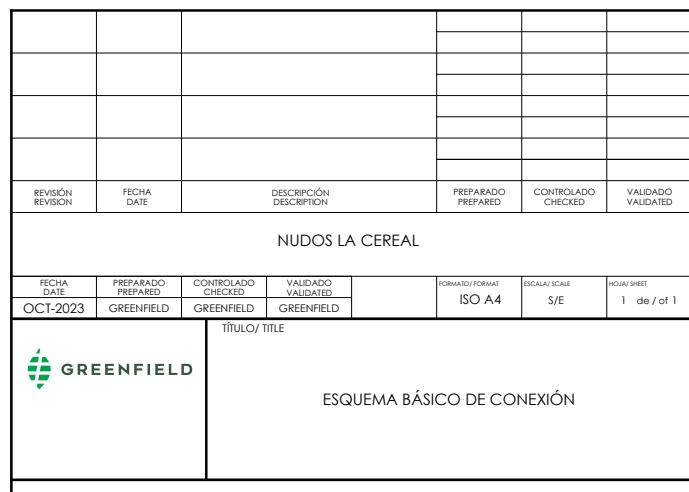 REVISIÓN FECHA DESCRIPCIÓN PREPARADO CONTROLADO VALIDADO
REVISION DATE DESCRIPTION PREPARED CHECKED VALIDATED
NUDOS LA CEREAL
FECHA PREPARADO CONTROLADO VALIDADO FORMATO/ FORMAT ESCALA/ SCALE HOJA/ SHEET
DATE PREPARED CHECKED VALIDATED
OCT-2023 GREENFIELD GREENFIELD GREENFIELD ISO A4 S/E 1 de / of 1
TÍTULO/ TITLE
GREENFIELD
ESQUEMA BÁSICO DE CONEXIÓN